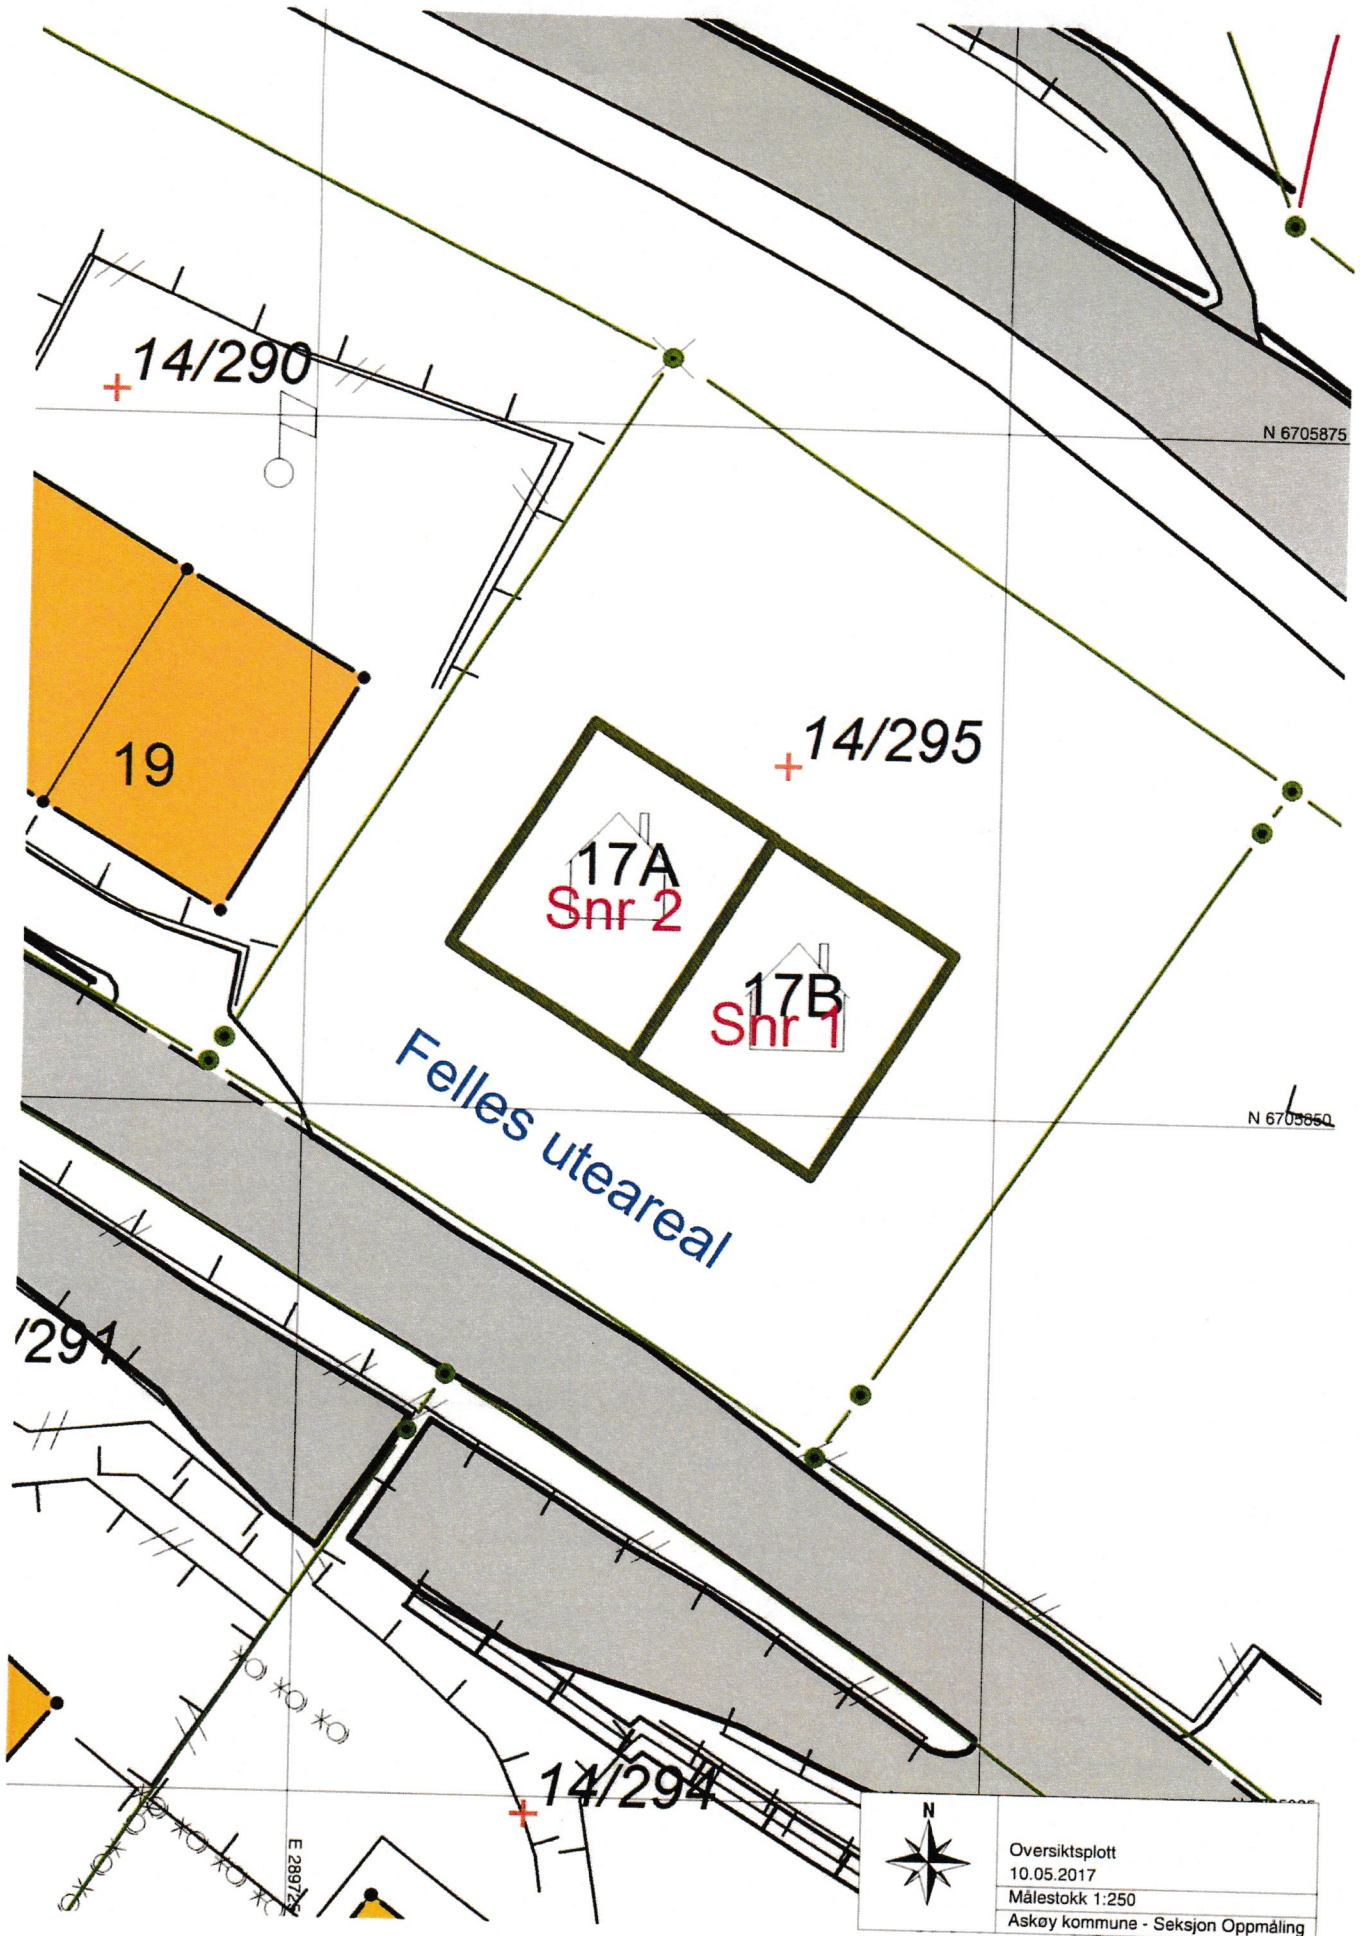 14/290
N 6705875
19
14/295
17A
Snr 2
17B
Snr 1
Felles uteareal
N 6705850
/291
14/294
E 289725
N
Oversiktsplott
10.05.2017
Målestokk 1:250
Askøy kommune - Seksjon Oppmåling